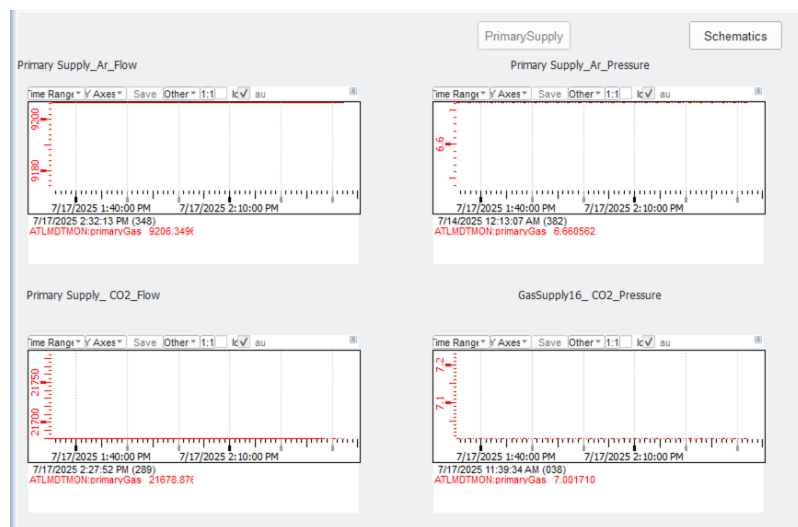 PrimarySupply Schematics
Primary Supply_Ar_Flow Primary Supply_Ar_Pressure
Time Range Y Axes Save Other 1:1 au
Time Range Y Axes Save Other 1:1 au
9200
9180
6.6
7/17/2025 1:40:00 PM 7/17/2025 2:10:00 PM
7/17/2025 1:40:00 PM 7/17/2025 2:10:00 PM
7/17/2025 2:32:13 PM (348)
7/14/2025 12:13:07 AM (382)
ATLMDTMON:primaryGas 9206.3496
ATLMDTMON:primaryGas 6.660562
Primary Supply_ CO2_Flow GasSupply16_ CO2_Pressure
Time Range Y Axes Save Other 1:1 au
Time Range Y Axes Save Other 1:1 au
21750
21700
7.2
7.1
7/17/2025 1:40:00 PM 7/17/2025 2:10:00 PM
7/17/2025 1:40:00 PM 7/17/2025 2:10:00 PM
7/17/2025 2:27:52 PM (289)
7/17/2025 11:39:34 AM (038)
ATLMDTMON:primaryGas 21678.876
ATLMDTMON:primaryGas 7.001710